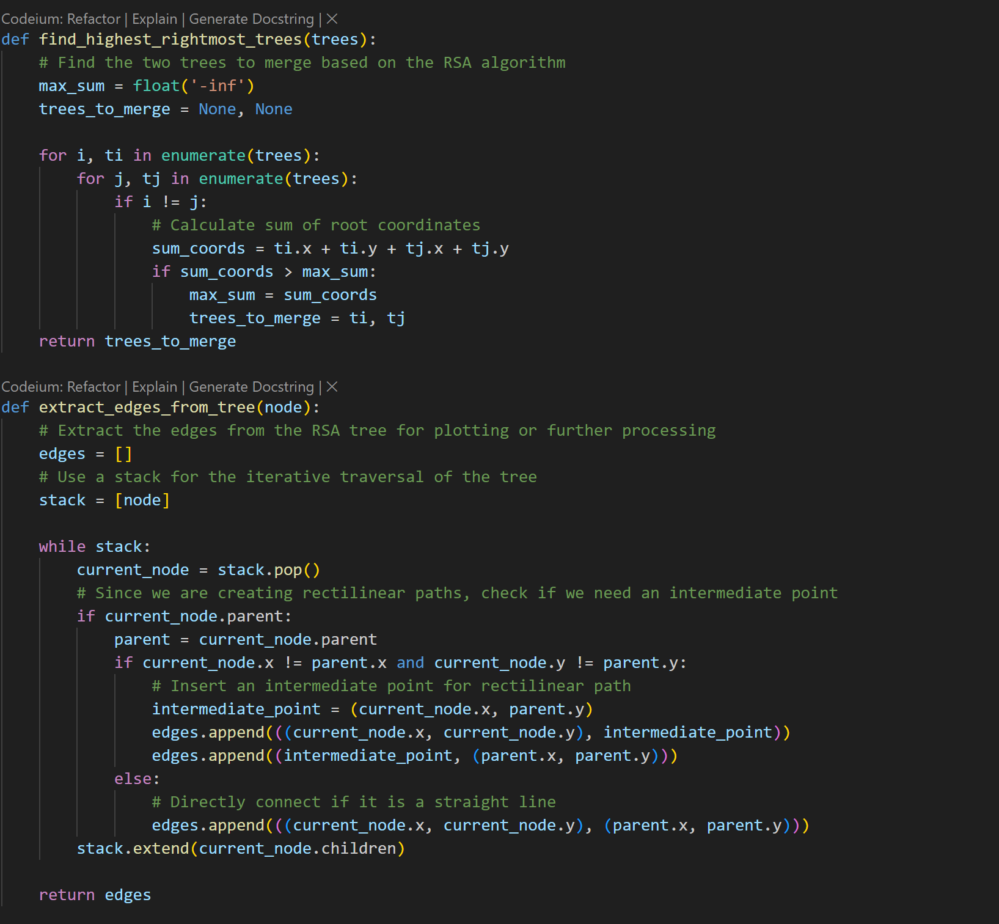 Codeium: Refactor | Explain | Generate Docstring | ×
def find_highest_rightmost_trees(trees):
    # Find the two trees to merge based on the RSA algorithm
    max_sum = float('-inf')
    trees_to_merge = None, None

    for i, ti in enumerate(trees):
        for j, tj in enumerate(trees):
            if i != j:
                # Calculate sum of root coordinates
                sum_coords = ti.x + ti.y + tj.x + tj.y
                if sum_coords > max_sum:
                    max_sum = sum_coords
                    trees_to_merge = ti, tj
    return trees_to_merge

Codeium: Refactor | Explain | Generate Docstring | ×
def extract_edges_from_tree(node):
    # Extract the edges from the RSA tree for plotting or further processing
    edges = []
    # Use a stack for the iterative traversal of the tree
    stack = [node]

    while stack:
        current_node = stack.pop()
        # Since we are creating rectilinear paths, check if we need an intermediate point
        if current_node.parent:
            parent = current_node.parent
            if current_node.x != parent.x and current_node.y != parent.y:
                # Insert an intermediate point for rectilinear path
                intermediate_point = (current_node.x, parent.y)
                edges.append(((current_node.x, current_node.y), intermediate_point))
                edges.append((intermediate_point, (parent.x, parent.y)))
            else:
                # Directly connect if it is a straight line
                edges.append(((current_node.x, current_node.y), (parent.x, parent.y)))
        stack.extend(current_node.children)

    return edges